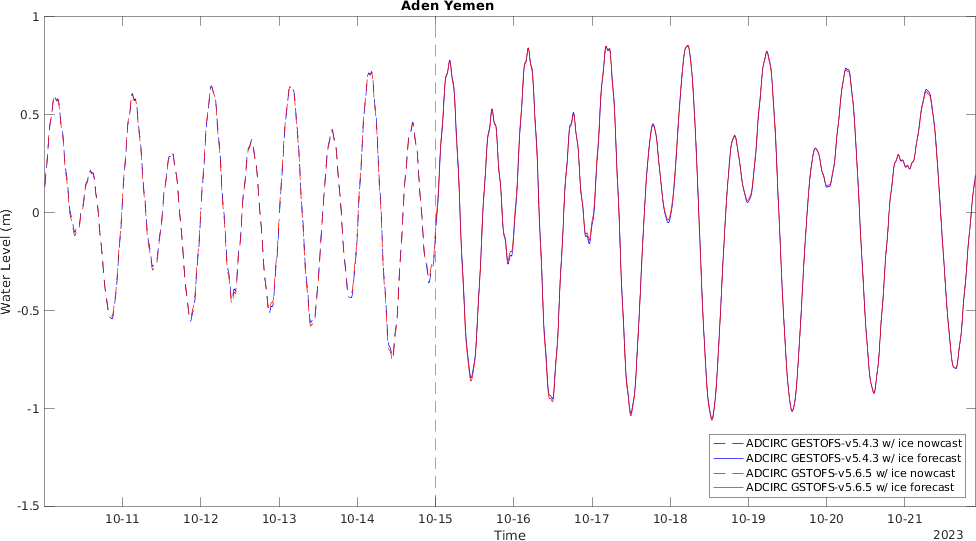 Aden Yemen
1
0.5
0
-0.5
-1
-1.5
Water Level (m)
10-11 10-12 10-13 10-14 10-15 10-16 10-17 10-18 10-19 10-20 10-21
Time
2023
ADCIRC GESTOFS-v5.4.3 w/ ice nowcast
ADCIRC GESTOFS-v5.4.3 w/ ice forecast
ADCIRC GSTOFS-v5.6.5 w/ ice nowcast
ADCIRC GSTOFS-v5.6.5 w/ ice forecast